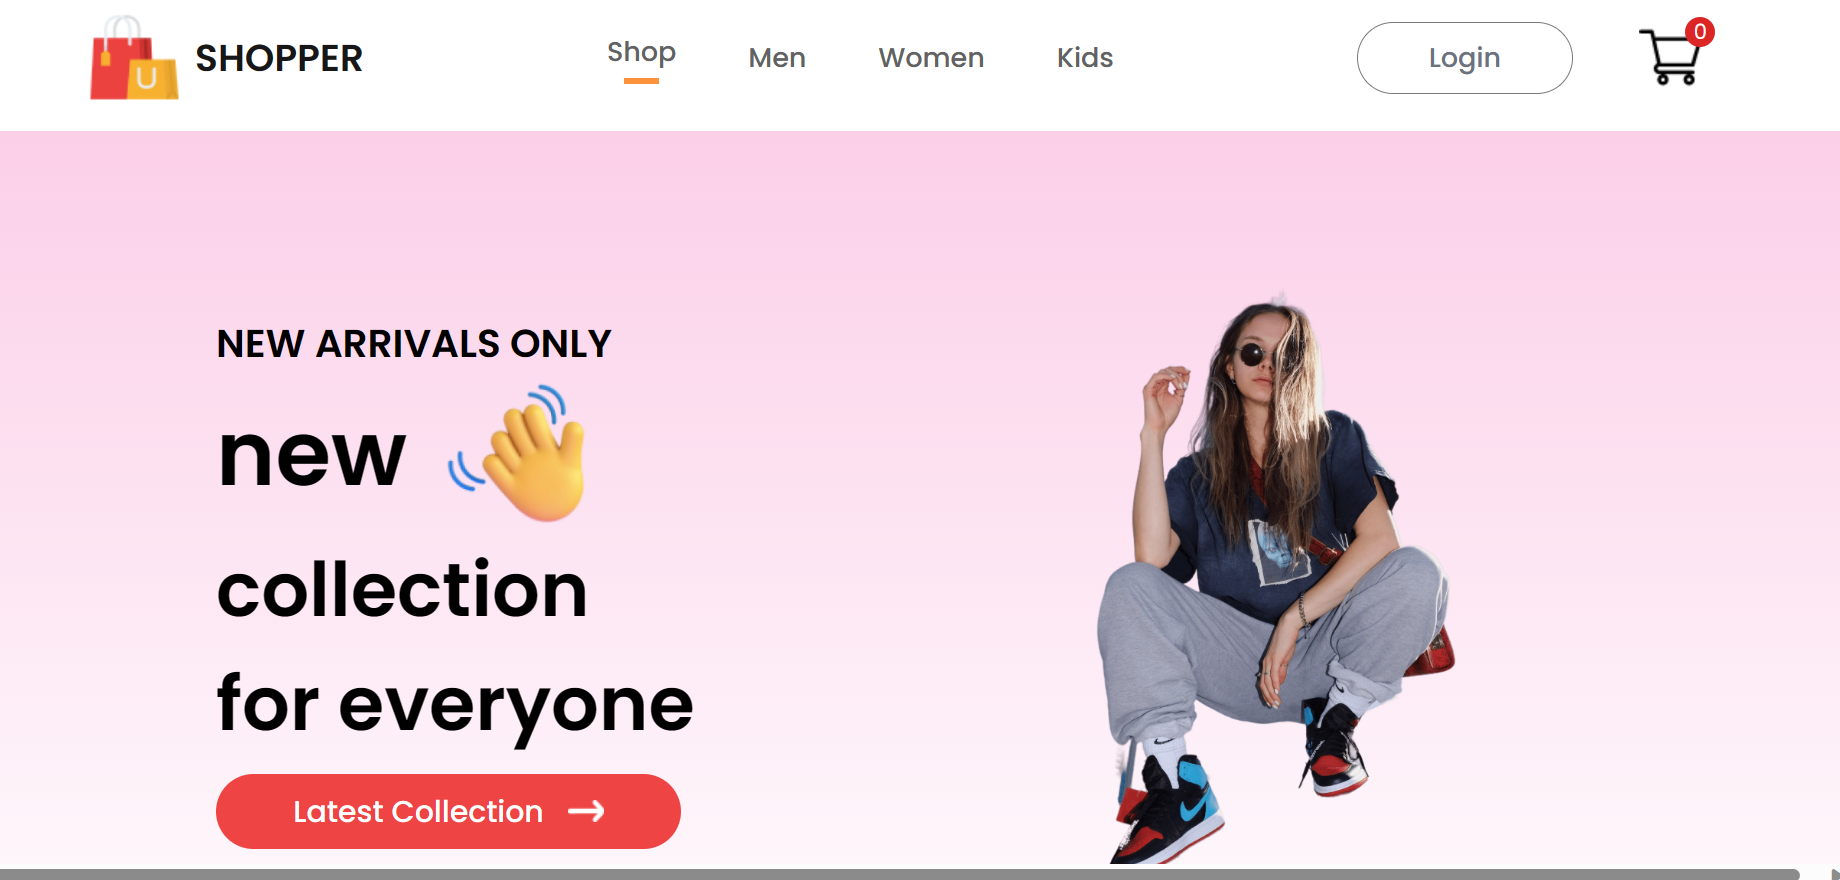 SHOPPER
Shop
Men
Women
Kids
Login
0
NEW ARRIVALS ONLY
new
collection
for everyone
Latest Collection